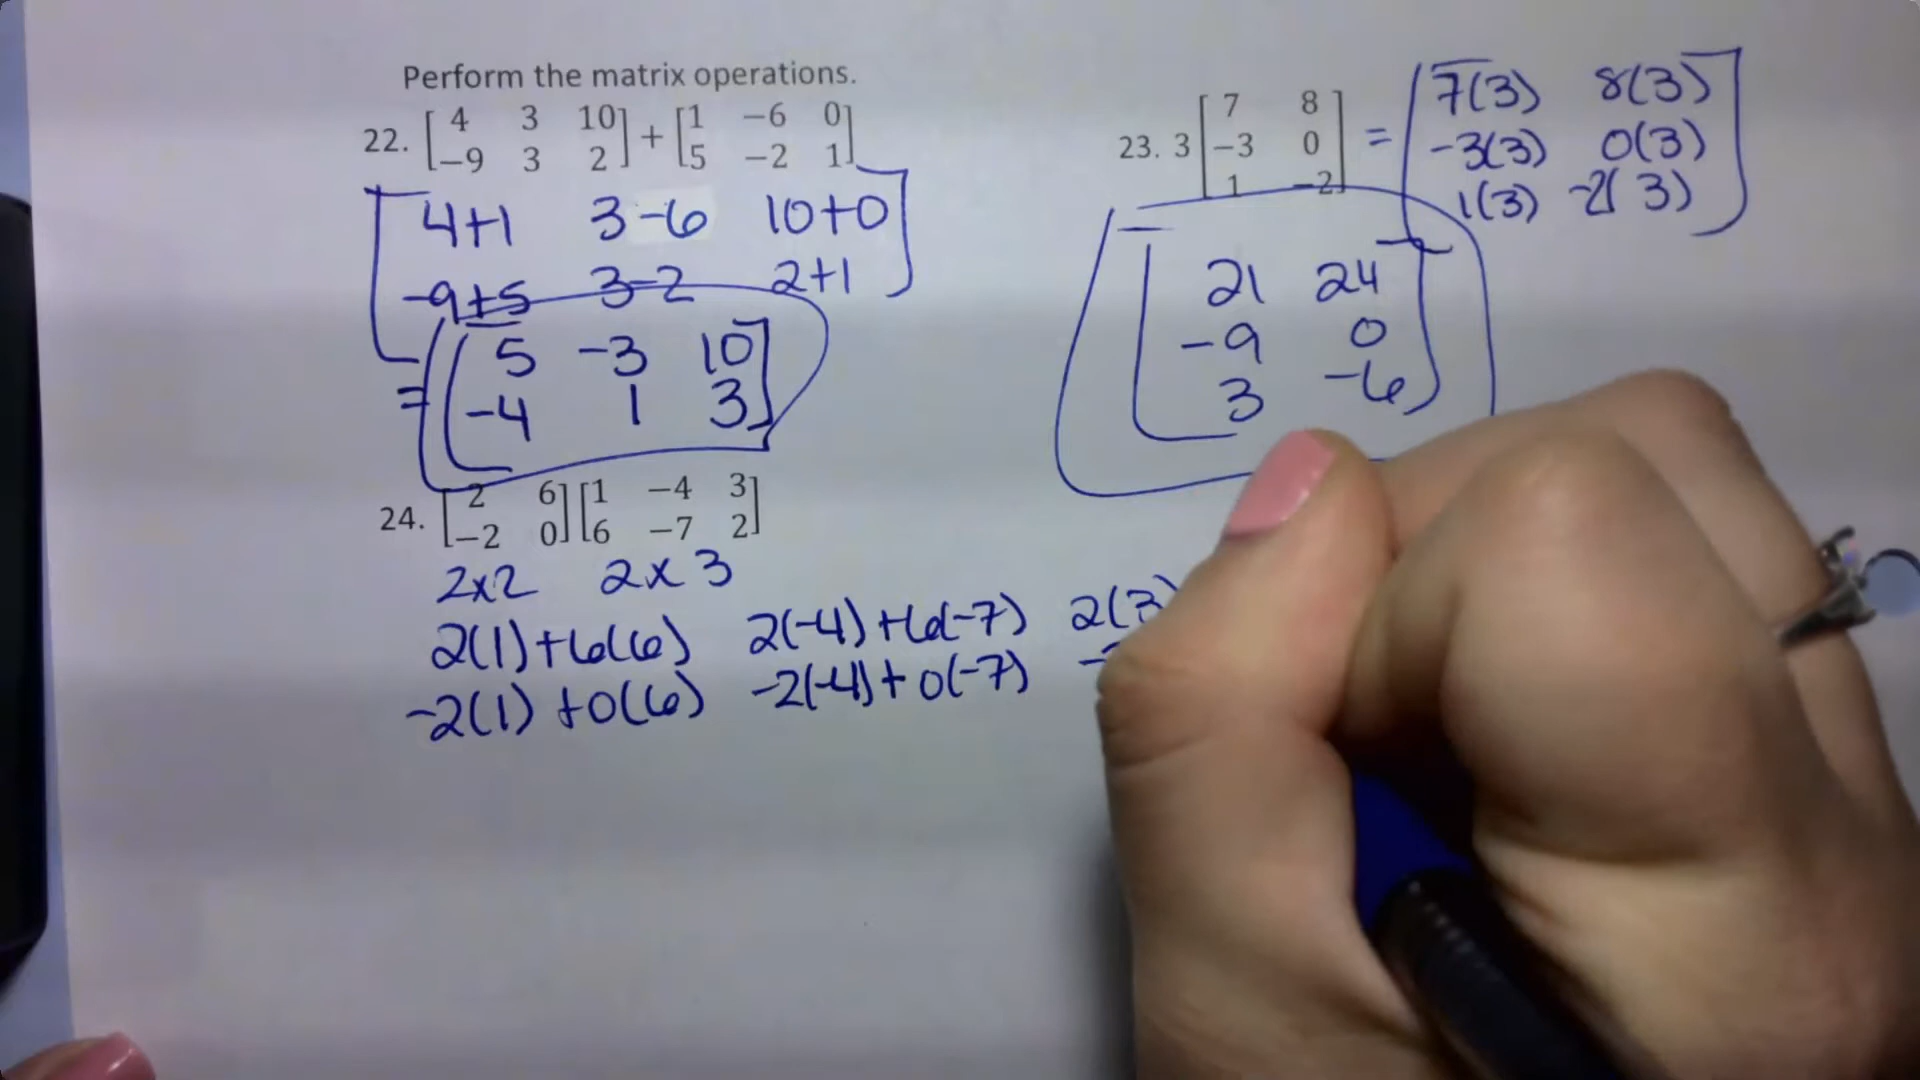 Perform the matrix operations.
22. [4 3 10] + [1 -6 0]
[-9 3 2] [5 -2 1]
4+1 3-6 10+0
-9+5 3-2 2+1
= [5 -3 10]
[-4 1 3]
23. 3 [7 8] = [7(3) 8(3)]
[-3 0] [-3(3) 0(3)]
[1 -2] [1(3) -2(3)]
21 24
-9 0
3 -6
24. [2 6] [1 -4 3]
[-2 0] [6 -7 2]
2x2 2x3
2(1)+6(6) 2(-4)+6(-7) 2(3)
-2(1)+0(6) -2(-4)+0(-7)